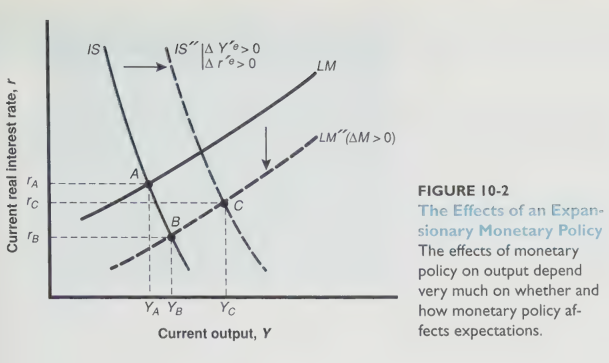 IS
IS″ | Δ Y′ᵉ > 0
Δ r′ᵉ > 0
LM
LM″ (ΔM > 0)
Current real interest rate, r
rA
rC
rB
A
C
B
YA YB YC
Current output, Y
FIGURE 10-2
The Effects of an Expan-
sionary Monetary Policy
The effects of monetary
policy on output depend
very much on whether and
how monetary policy af-
fects expectations.